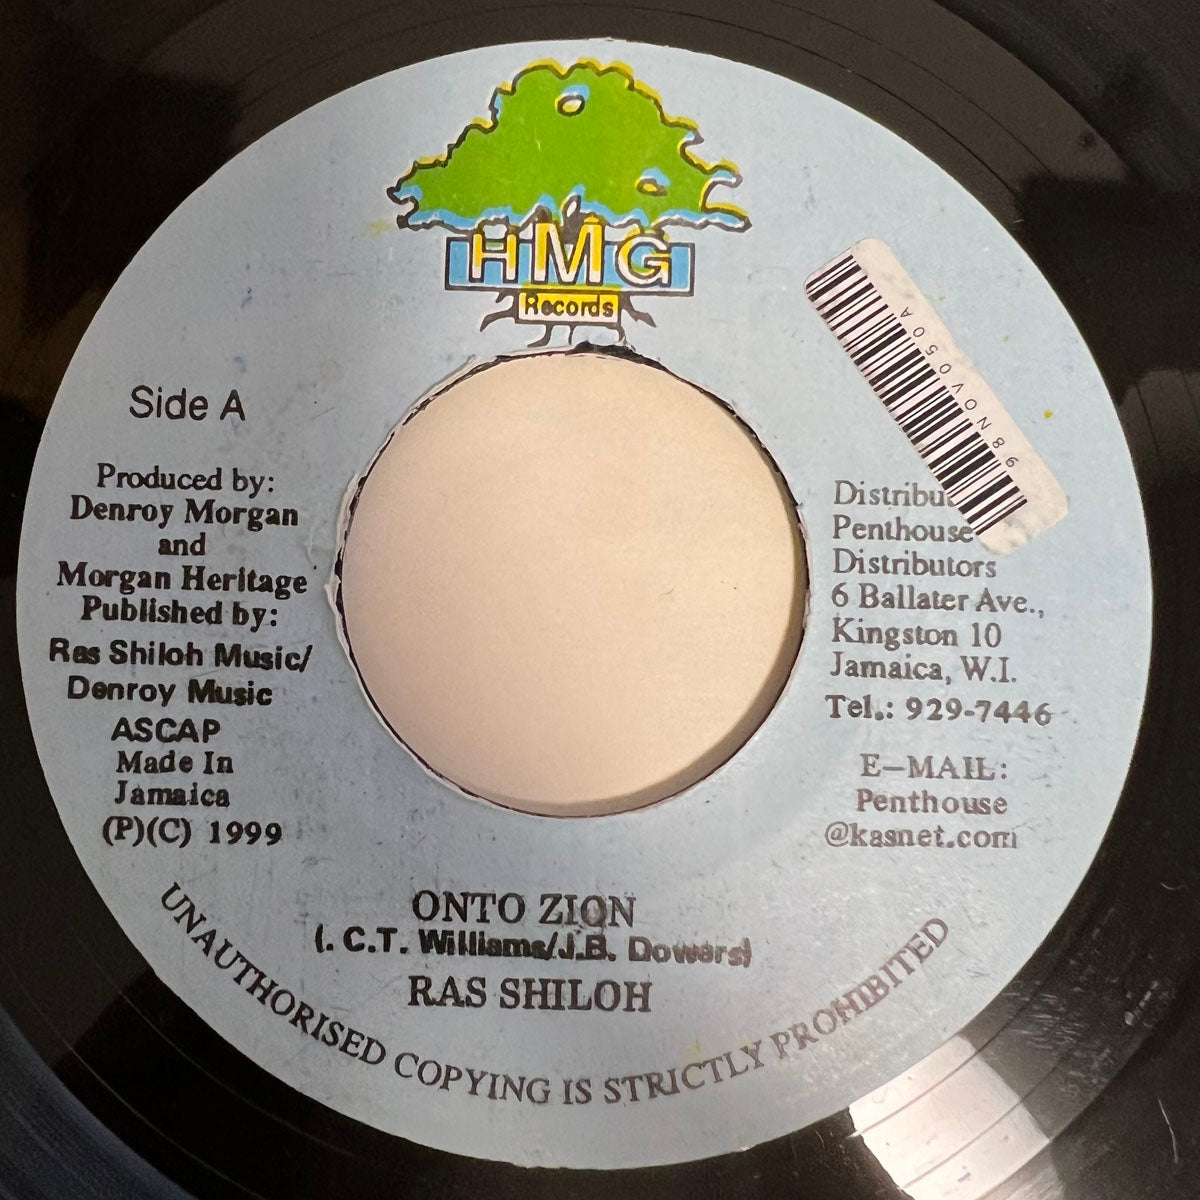 HMG
Records
Side A
Produced by:
Denroy Morgan
and
Morgan Heritage
Published by:
Ras Shiloh Music/
Denroy Music
ASCAP
Made In
Jamaica
(P)(C) 1999
98NOV050A
Penthouse
Distributors
6 Ballater Ave.,
Kingston 10
Jamaica, W.I.
Tel.: 929-7446
E-MAIL:
Penthouse
@kasnet.com
ONTO ZION
(. C.T. Williams/J.B. Dowars)
RAS SHILOH
UNAUTHORISED COPYING IS STRICTLY PROHIBITED